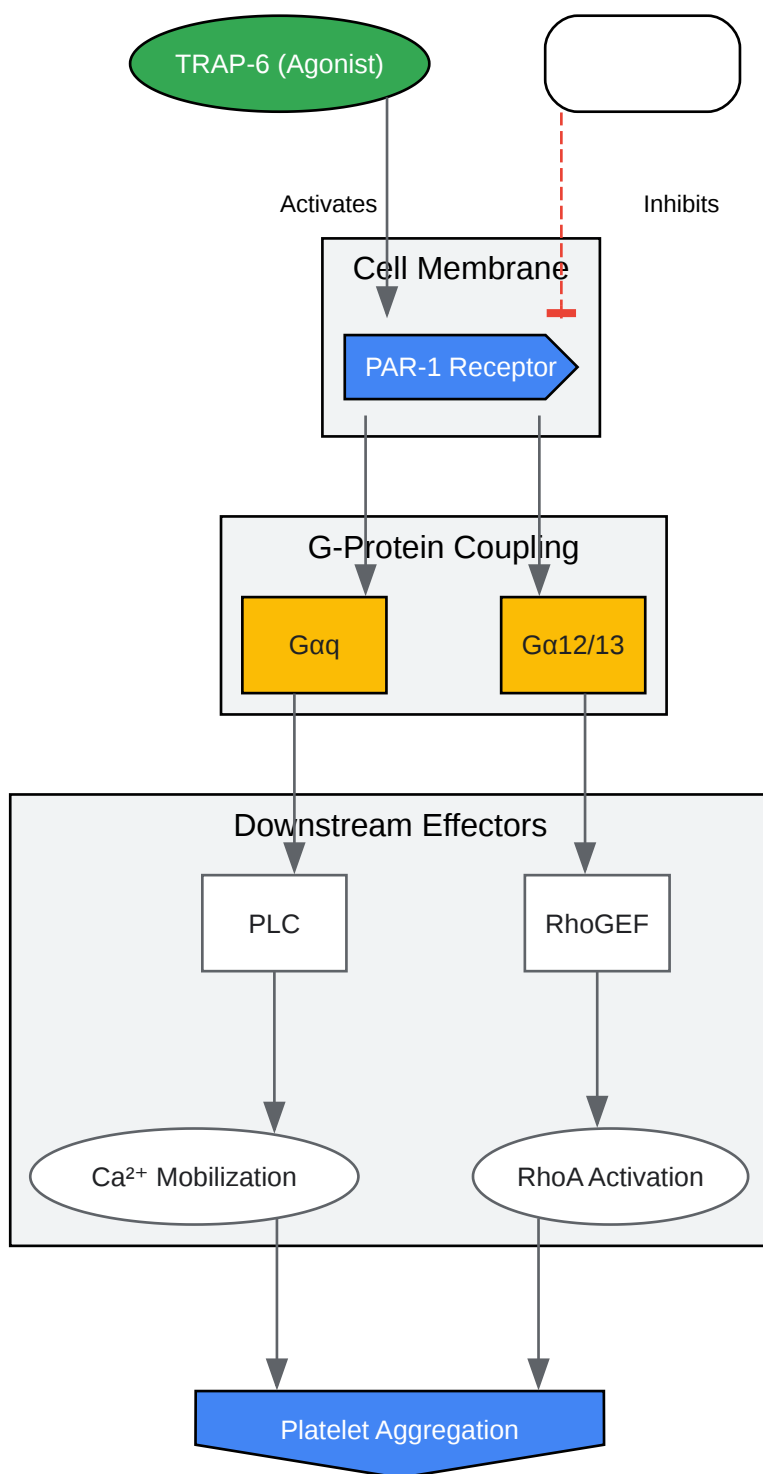 TRAP-6 (Agonist)
Activates
Inhibits
Cell Membrane
PAR-1 Receptor
G-Protein Coupling
Gαq
Gα12/13
Downstream Effectors
PLC
RhoGEF
Ca²⁺ Mobilization
RhoA Activation
Platelet Aggregation